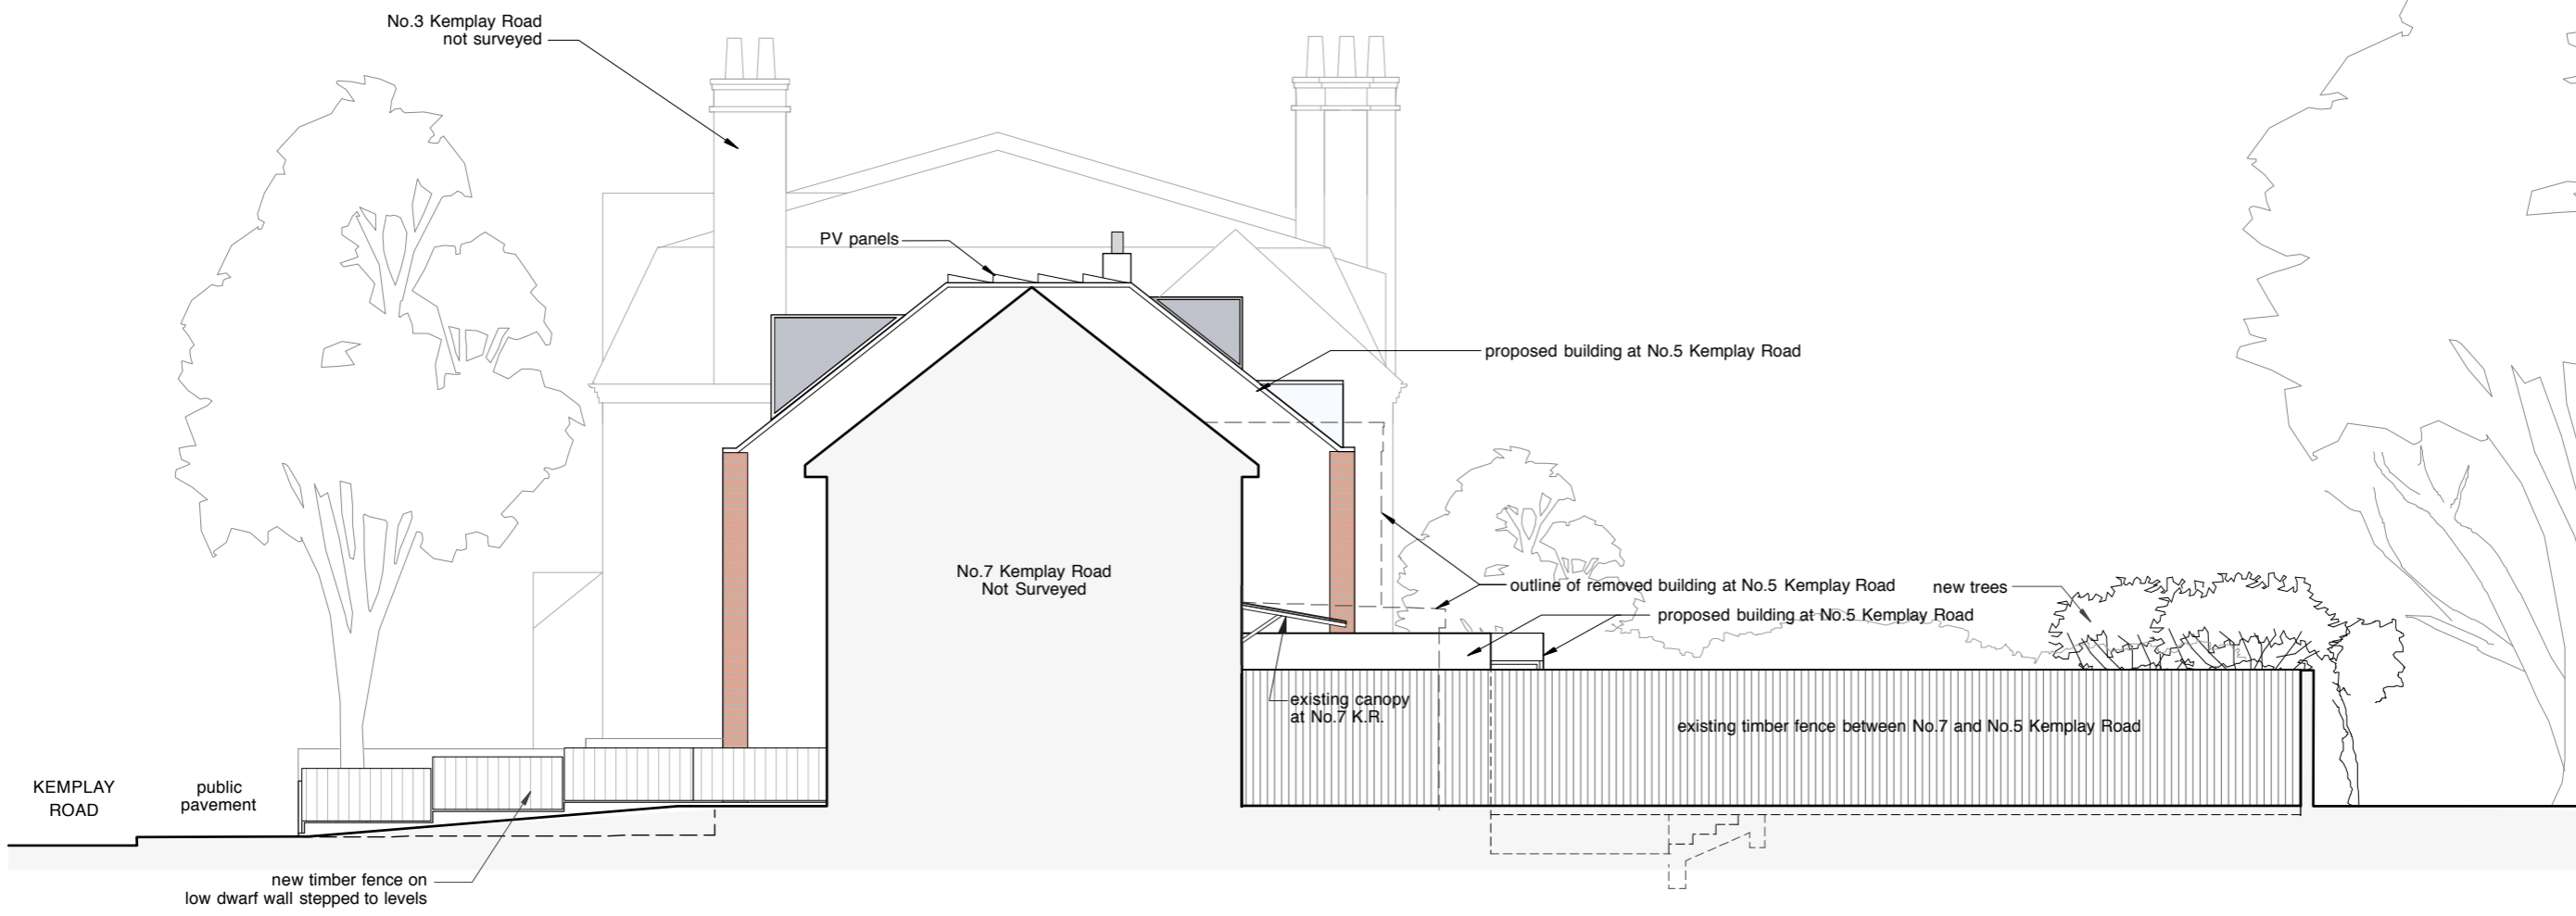 No.3 Kemplay Road
not surveyed
PV panels
proposed building at No.5 Kemplay Road
No.7 Kemplay Road
Not Surveyed
outline of removed building at No.5 Kemplay Road
new trees
proposed building at No.5 Kemplay Road
existing canopy
at No.7 K.R.
existing timber fence between No.7 and No.5 Kemplay Road
KEMPLAY
ROAD
public
pavement
new timber fence on
low dwarf wall stepped to levels